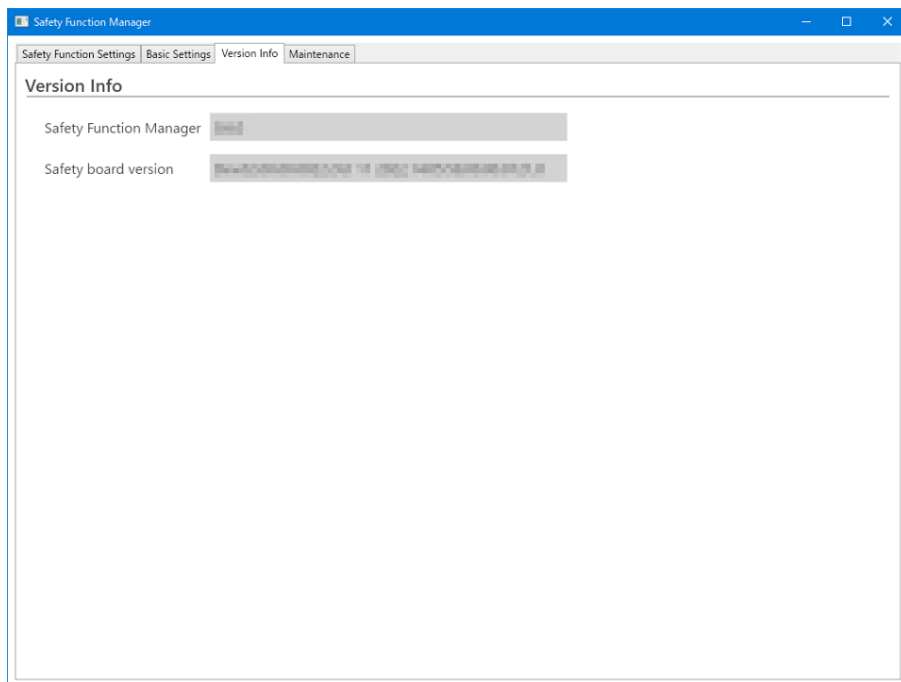 Safety Function Manager
Safety Function Settings Basic Settings Version Info Maintenance
Version Info
Safety Function Manager
Safety board version